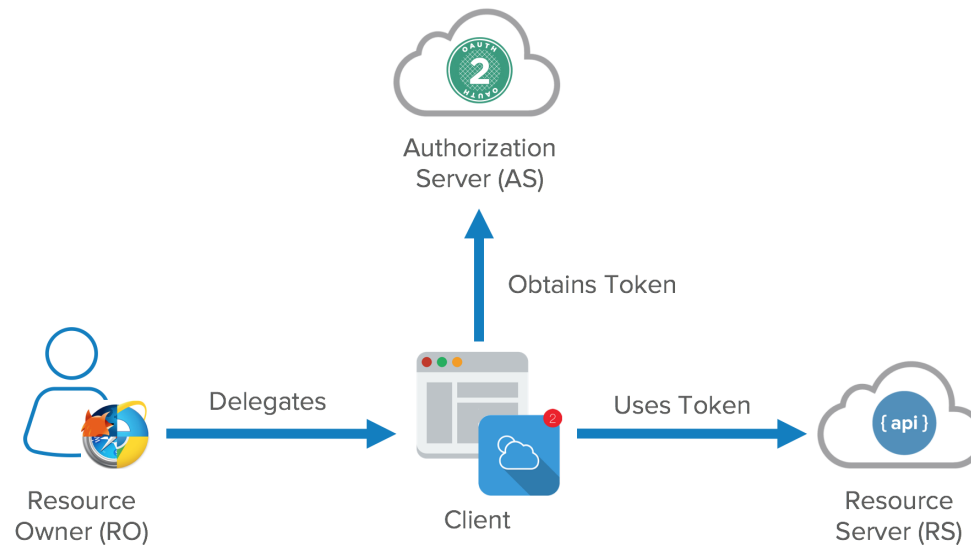 OAUTH
2
OAUTH
Authorization
Server (AS)
Obtains Token
Delegates
Uses Token
2
{ api }
Resource
Owner (RO)
Client
Resource
Server (RS)